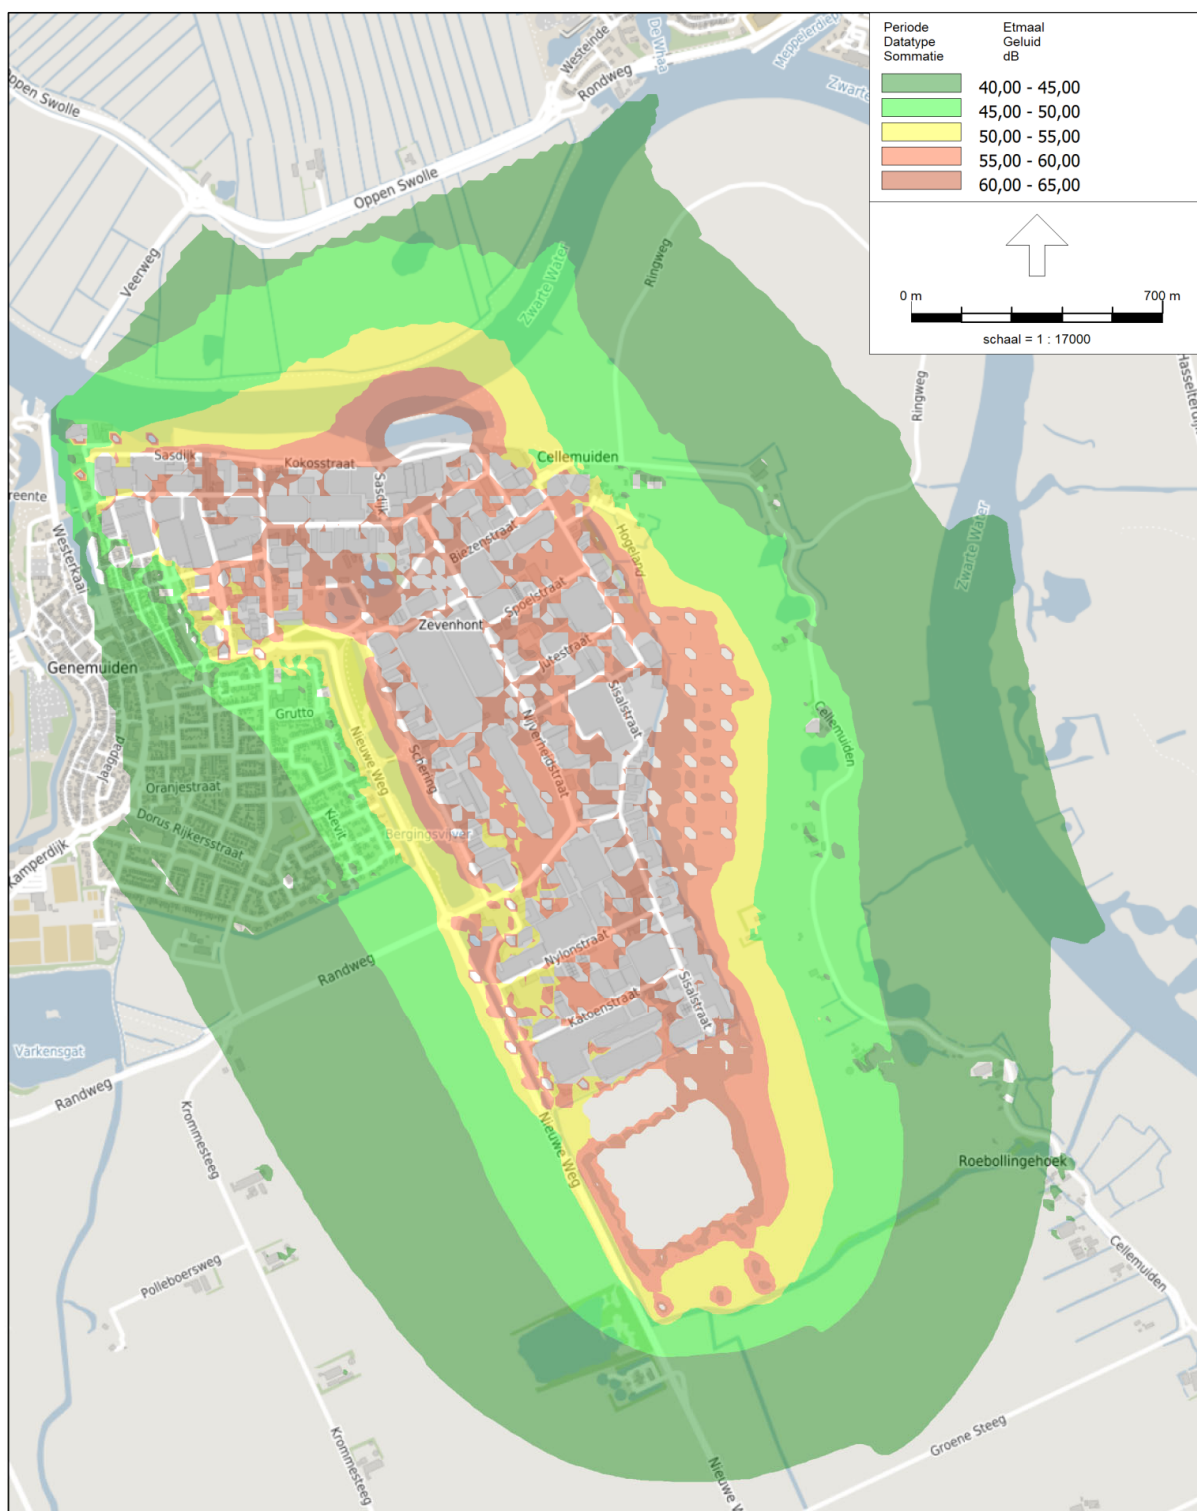 Periode Etmaal
Datatype Geluid
Sommatie dB
40,00 - 45,00
45,00 - 50,00
50,00 - 55,00
55,00 - 60,00
60,00 - 65,00
0 m 700 m
schaal = 1 : 17000
Westeinde
De Whaa
Meppelerdiep
Rondweg
Zwarte
Oppen Swolle
Oppen Swolle
Veerweg
Ringweg
Zwarte Water
Hasselterdijk
Ringweg
Sasdijk
Kokosstraat
Sasdijk
Cellemuiden
Westerkaai
Biezenstraat
Hogeland
Zwarte Water
Spoelstraat
Zevenhont
Jutestraat
Genemuiden
Sisalstraat
Grutto
Nijverheidstraat
Nieuwe Weg
Schering
Cellemuiden
Jaagpad
Oranjestraat
Kievit
Dorus Rijkersstraat
Bergingsvijver
Kamperdijk
Nylonstraat
Randweg
Sisalstraat
Katoenstraat
Varkensgat
Randweg
Krommesteeg
Nieuwe Weg
Roebollingehoek
Cellemuiden
Polleboersweg
Groene Steeg
Krommesteeg
Nieuwe W